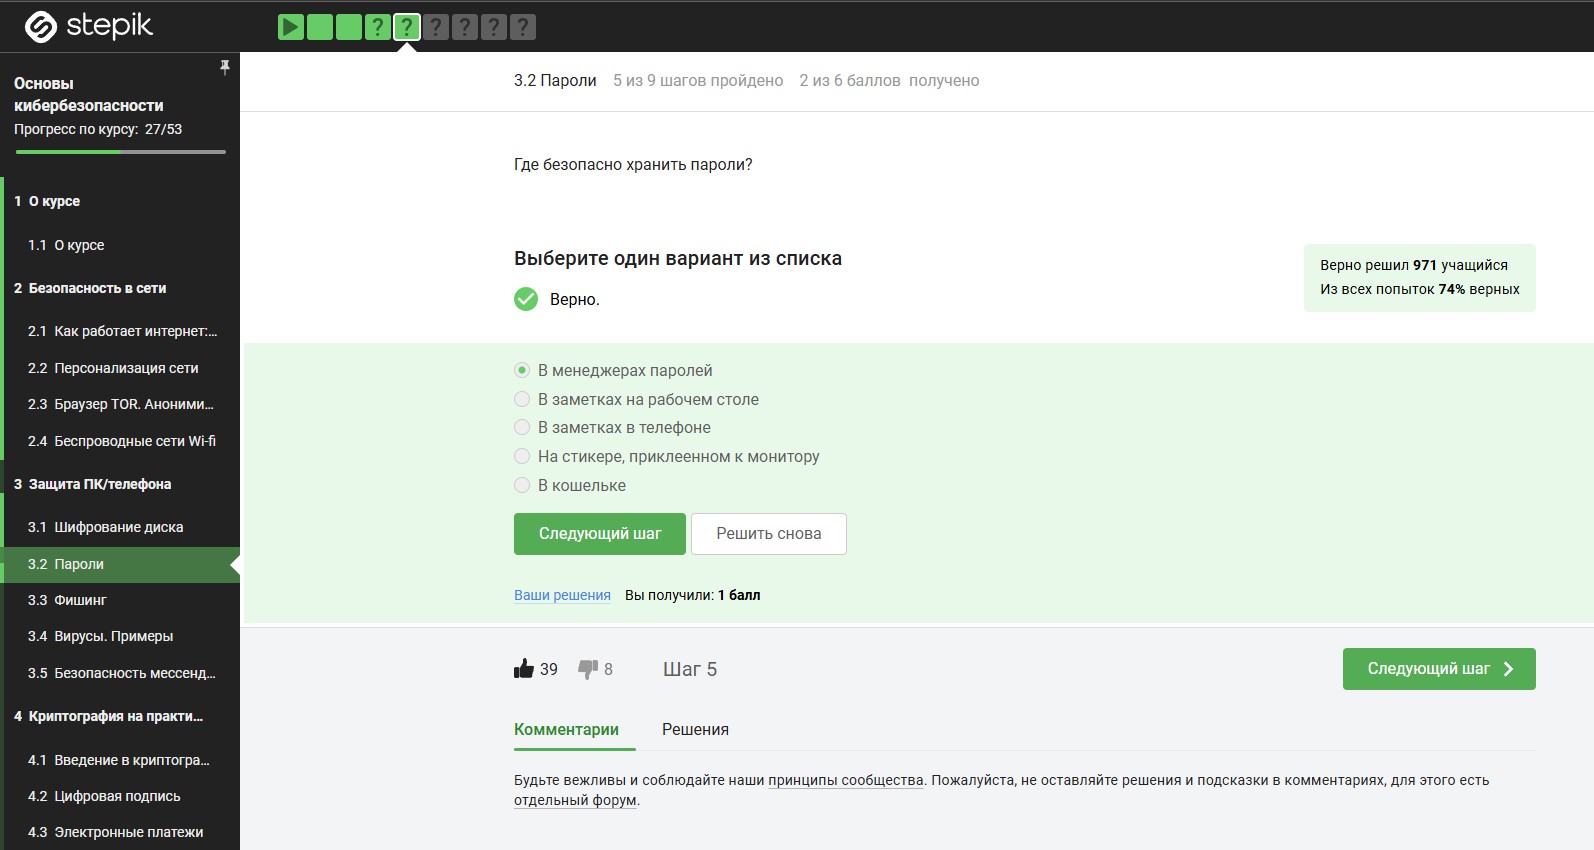 stepik
? ? ? ? ? ?
Основы
кибербезопасности
Прогресс по курсу: 27/53
1 О курсе
1.1 О курсе
2 Безопасность в сети
2.1 Как работает интернет:...
2.2 Персонализация сети
2.3 Браузер TOR. Аноними...
2.4 Беспроводные сети Wi-fi
3 Защита ПК/телефона
3.1 Шифрование диска
3.2 Пароли
3.3 Фишинг
3.4 Вирусы. Примеры
3.5 Безопасность мессенд...
4 Криптография на практи...
4.1 Введение в криптогра...
4.2 Цифровая подпись
4.3 Электронные платежи
3.2 Пароли 5 из 9 шагов пройдено 2 из 6 баллов получено
Где безопасно хранить пароли?
Выберите один вариант из списка
Верно.
Верно решил 971 учащийся
Из всех попыток 74% верных
В менеджерах паролей
В заметках на рабочем столе
В заметках в телефоне
На стикере, приклеенном к монитору
В кошельке
Следующий шаг Решить снова
Ваши решения Вы получили: 1 балл
39 8 Шаг 5 Следующий шаг
Комментарии Решения
Будьте вежливы и соблюдайте наши принципы сообщества. Пожалуйста, не оставляйте решения и подсказки в комментариях, для этого есть
отдельный форум.